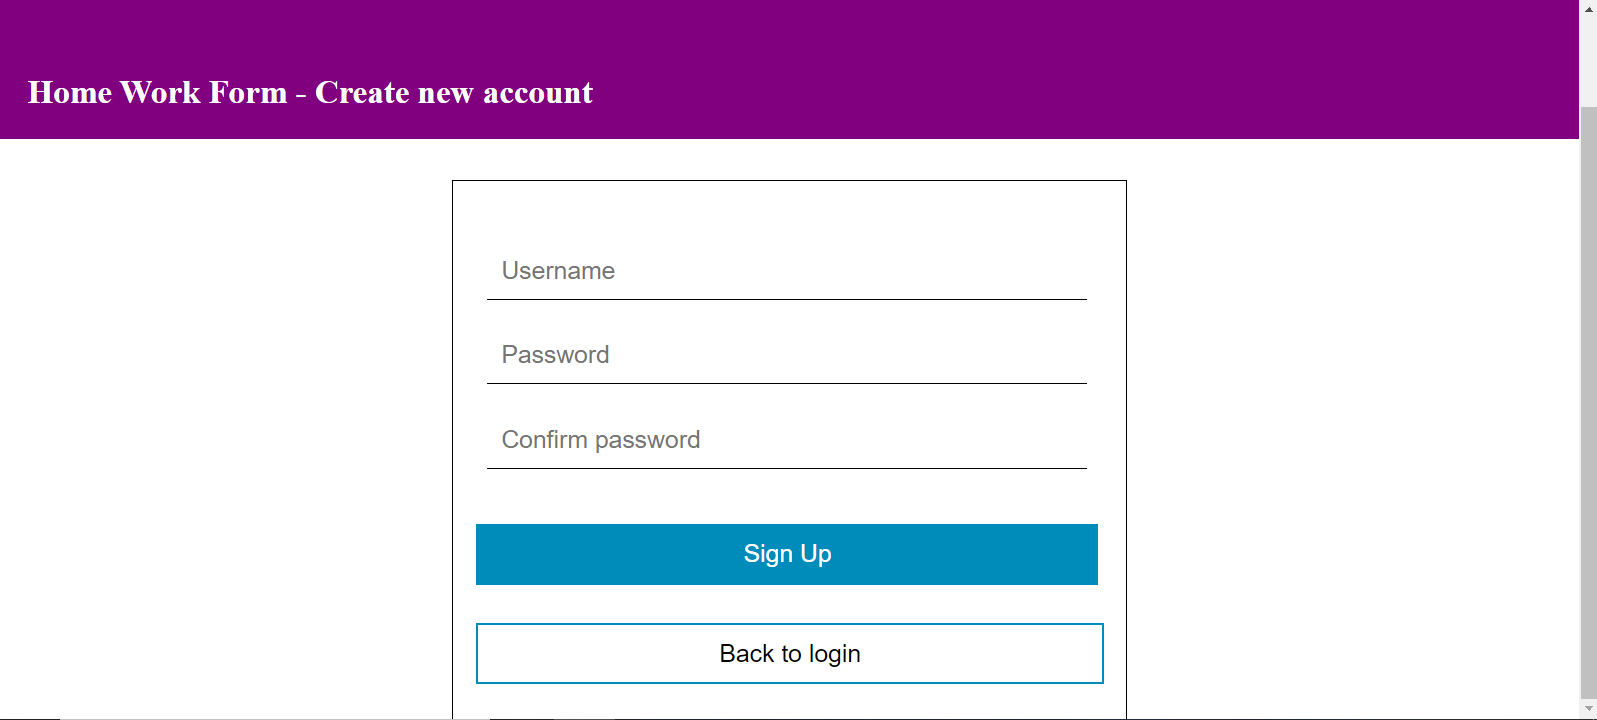 Home Work Form - Create new account
Username
Password
Confirm password
Sign Up
Back to login